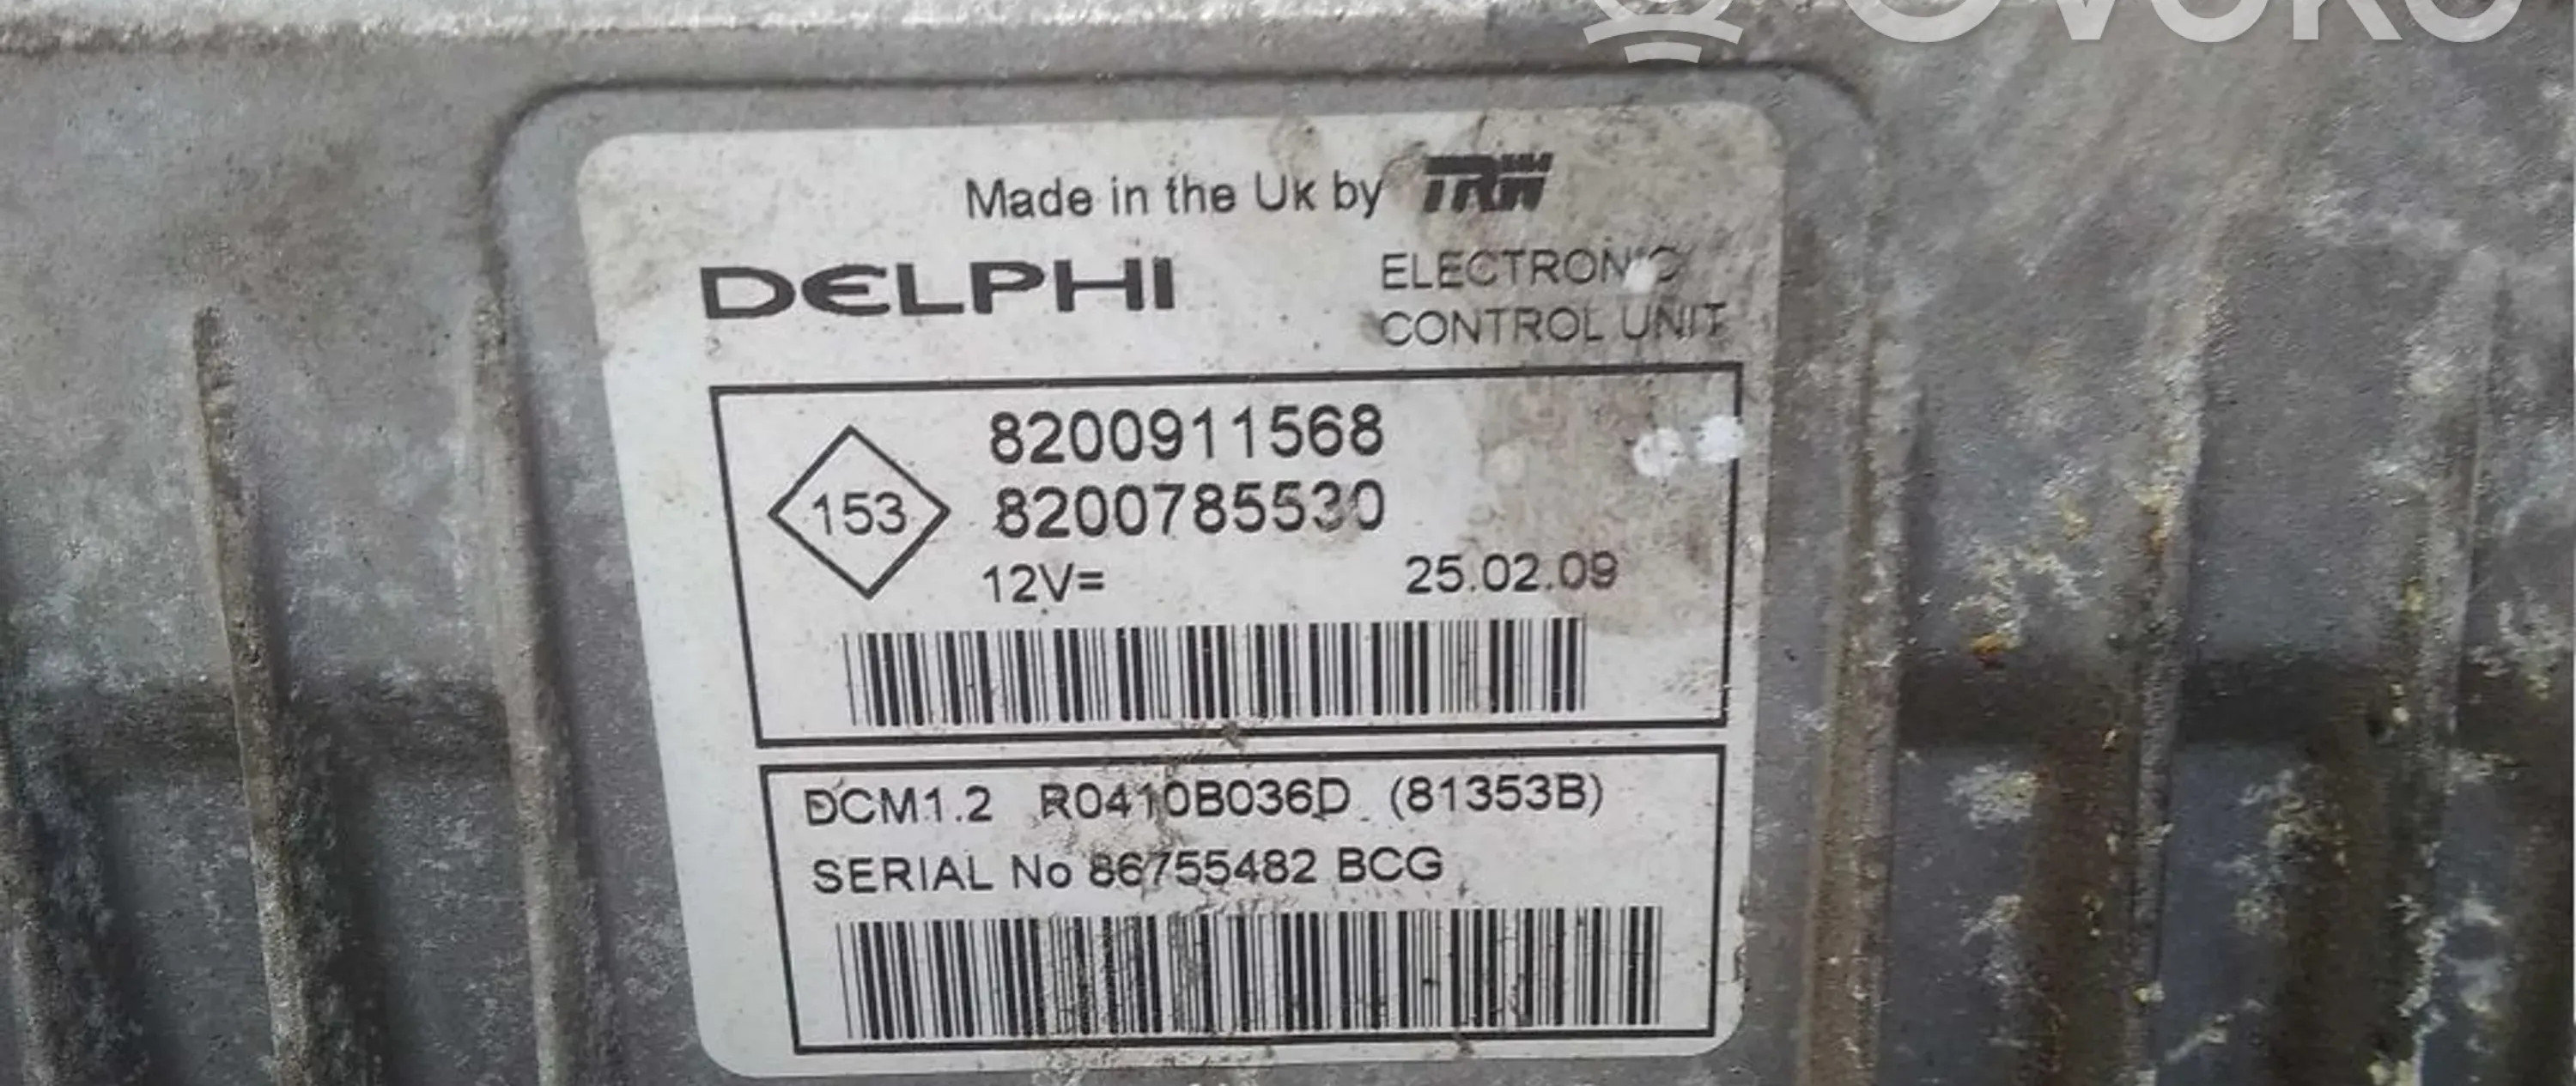 OVOKO
Made in the Uk by TRW
DELPHI
ELECTRONIC
CONTROL UNIT
153
8200911568
8200785530
12V=
25.02.09
DCM1.2 R0410B036D (81353B)
SERIAL No 86755482 BCG